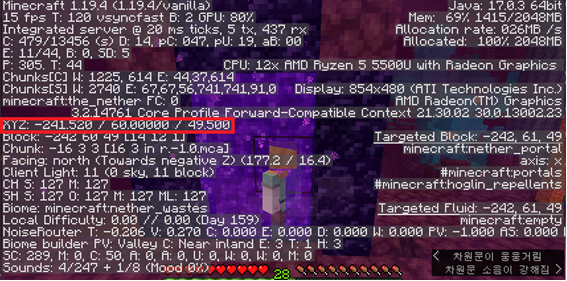 Minecraft 1.19.4 (1.19.4/vanilla)
15 fps T: 120 vsyncfast B: 2 GPU: 80%
Integrated server @ 20 ms ticks, 5 tx, 437 rx
C: 479/13456 (s) D: 14, pC: 047, pU: 19, aB: 00
E: 11/44, B: 0, SD: 5
P: 305. T: 44
Chunks[C] W: 1225, 614 E: 44,37,614
Chunks[S] W: 2740 E: 67,67,56,741,741,91,0
minecraft:the_nether FC: 0
XYZ: -241.520 / 60.00000 / 49.500
Block: -242 60 49 [14 12 1]
Chunk: -16 3 3 [16 3 in r.-1.0.mca]
Facing: north (Towards negative Z) (177.2 / 16.4)
Client Light: 11 (0 sky, 11 block)
CH S: 127 M: 127
SH S: 127 O: 127 M: 127 ML: 127
Biome: minecraft:nether_wastes
Local Difficulty: 0.00 // 0.00 (Day 159)
NoiseRouter T: -0.206 V: 0.270 C: 0.000 E: 0.000 D: 0.000 W: 0.000 PV: -1.000 AS: 0.000
Biome builder PV: Valley C: Near inland E: 3 T: 1 H: 3
SC: 289, M: 0, C: 50, A: 0, A: 0, U: 0, W: 0, W: 0, M: 0
Sounds: 4/247 + 1/8 (Mood 0%)
Java: 17.0.3 64bit
Mem: 69% 1415/2048MB
Allocation rate: 026MB /s
Allocated: 100% 2048MB
CPU: 12x AMD Ryzen 5 5500U with Radeon Graphics
Display: 854x480 (ATI Technologies Inc.)
AMD Radeon(TM) Graphics
3.2.14761 Core Profile Forward-Compatible Context 21.30.02 30.0.13002.23
Targeted Block: -242, 61, 49
minecraft:nether_portal
axis: x
#minecraft:portals
#minecraft:hoglin_repellents
Targeted Fluid: -242, 61, 49
minecraft:empty
28
차원문이 웅웅거림
차원문 소음이 강해짐